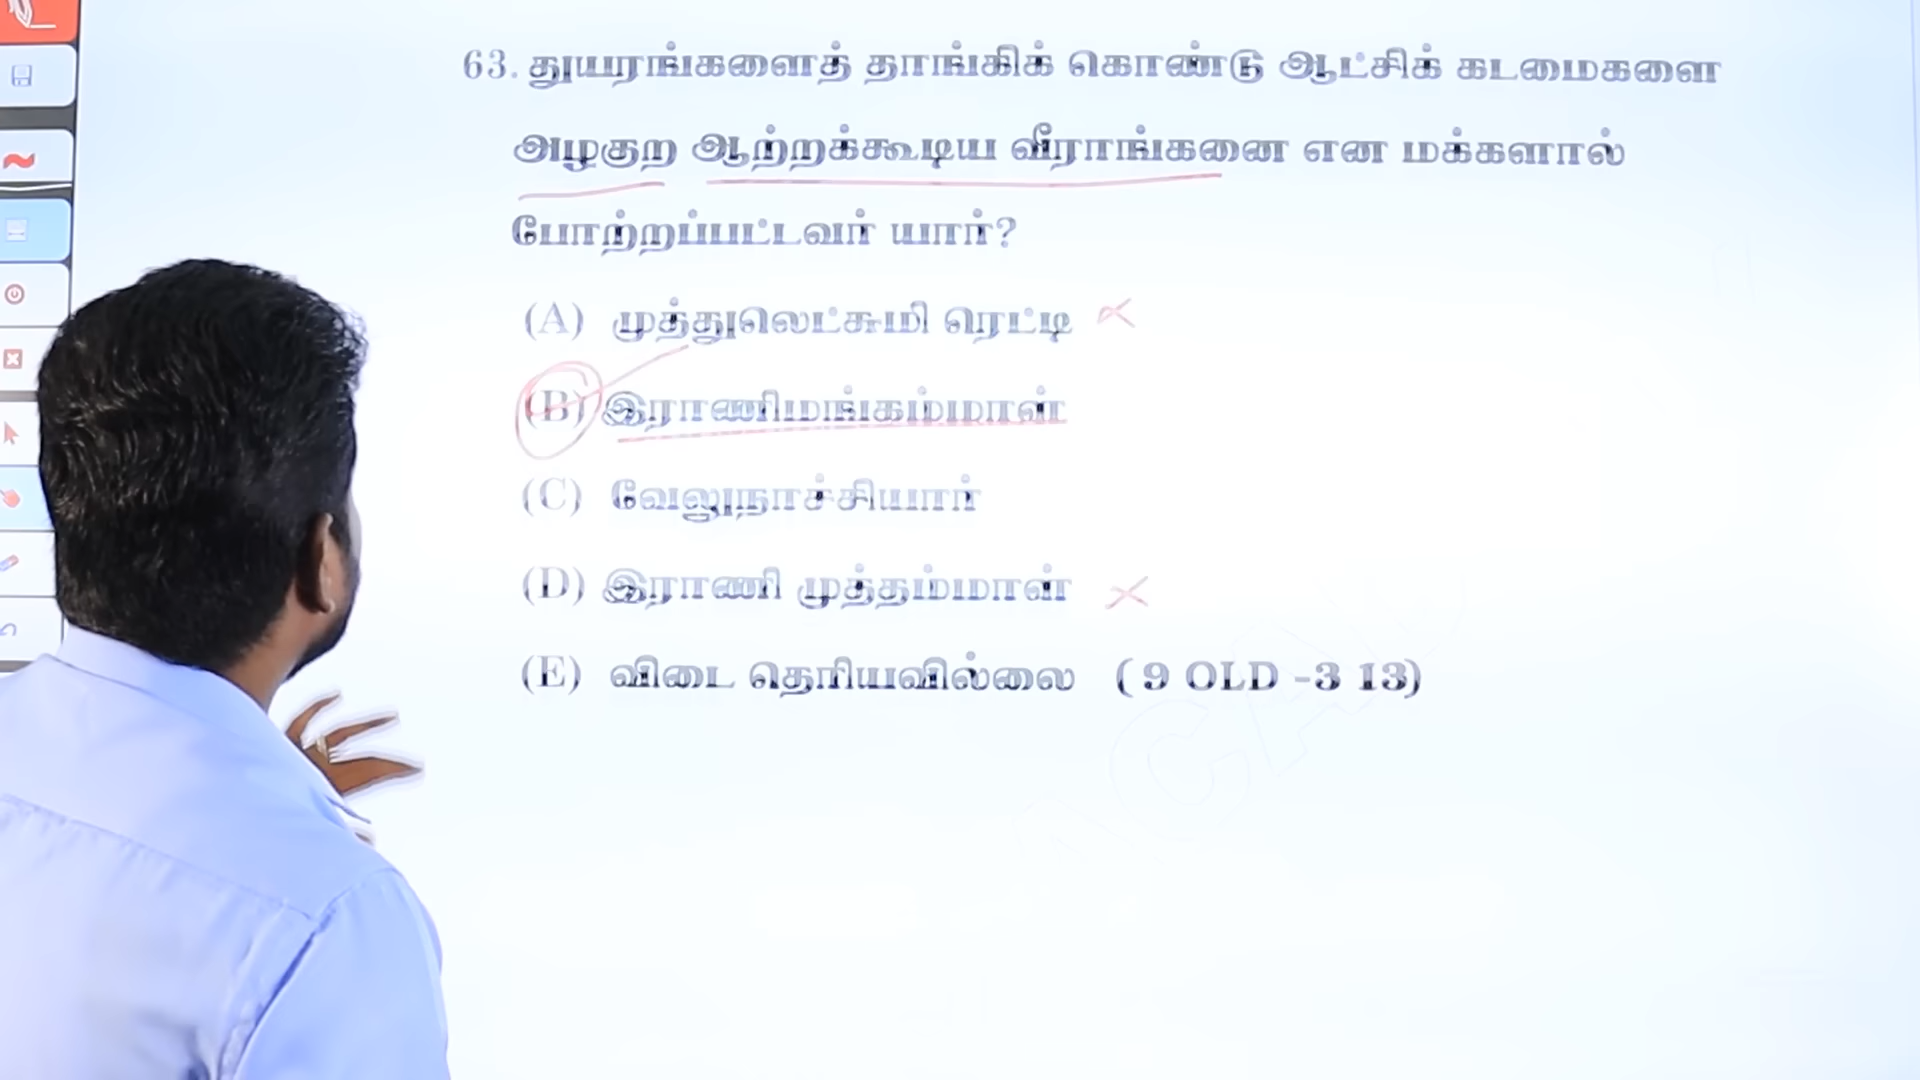 63. துயரங்களைத் தாங்கிக் கொண்டு ஆட்சிக் கடமைகளை
அழகுற ஆற்றக்கூடிய வீராங்கனை என மக்களால்
போற்றப்பட்டவர் யார்?
(A) முத்துலெட்சுமி ரெட்டி
(B) இராணிமங்கம்மாள்
(C) வேலுநாச்சியார்
(D) இராணி முத்தம்மாள்
(E) விடை தெரியவில்லை ( 9 OLD -3 13)